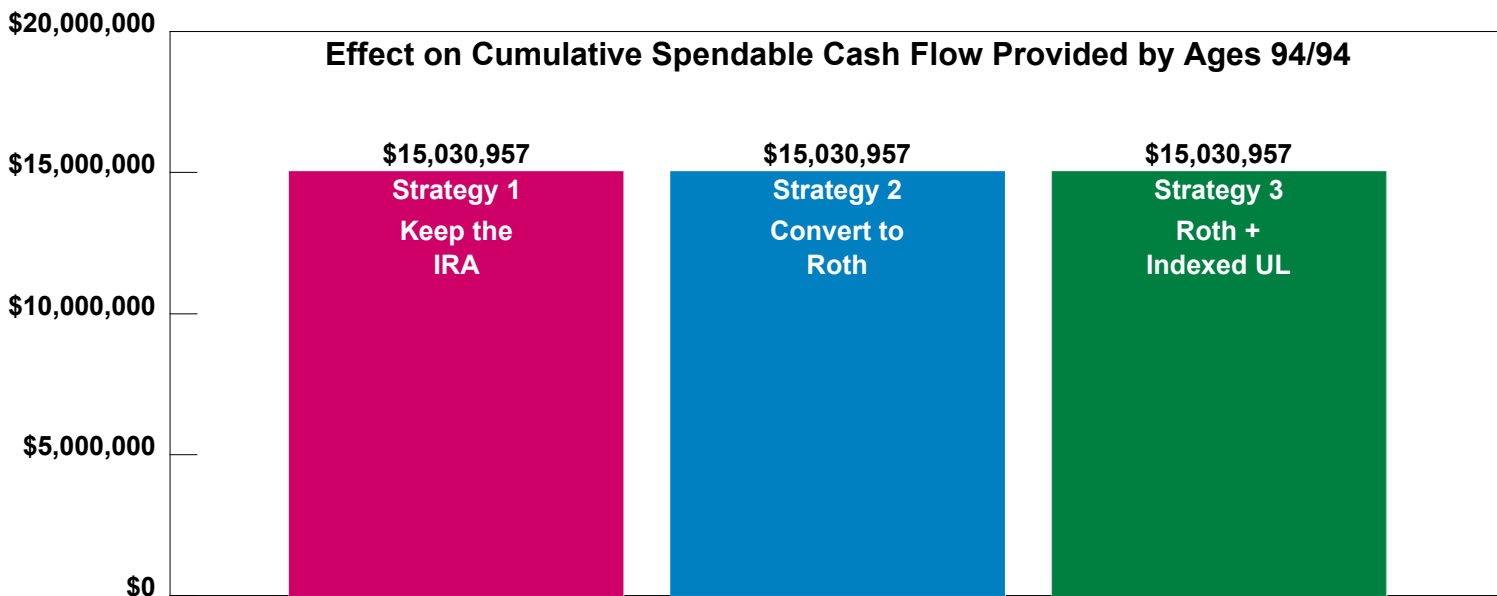 $20,000,000
Effect on Cumulative Spendable Cash Flow Provided by Ages 94/94
$15,030,957
$15,030,957
$15,030,957
$15,000,000
Strategy 1
Keep the
IRA
Strategy 2
Convert to
Roth
Strategy 3
Roth +
Indexed UL
$10,000,000
$5,000,000
$0